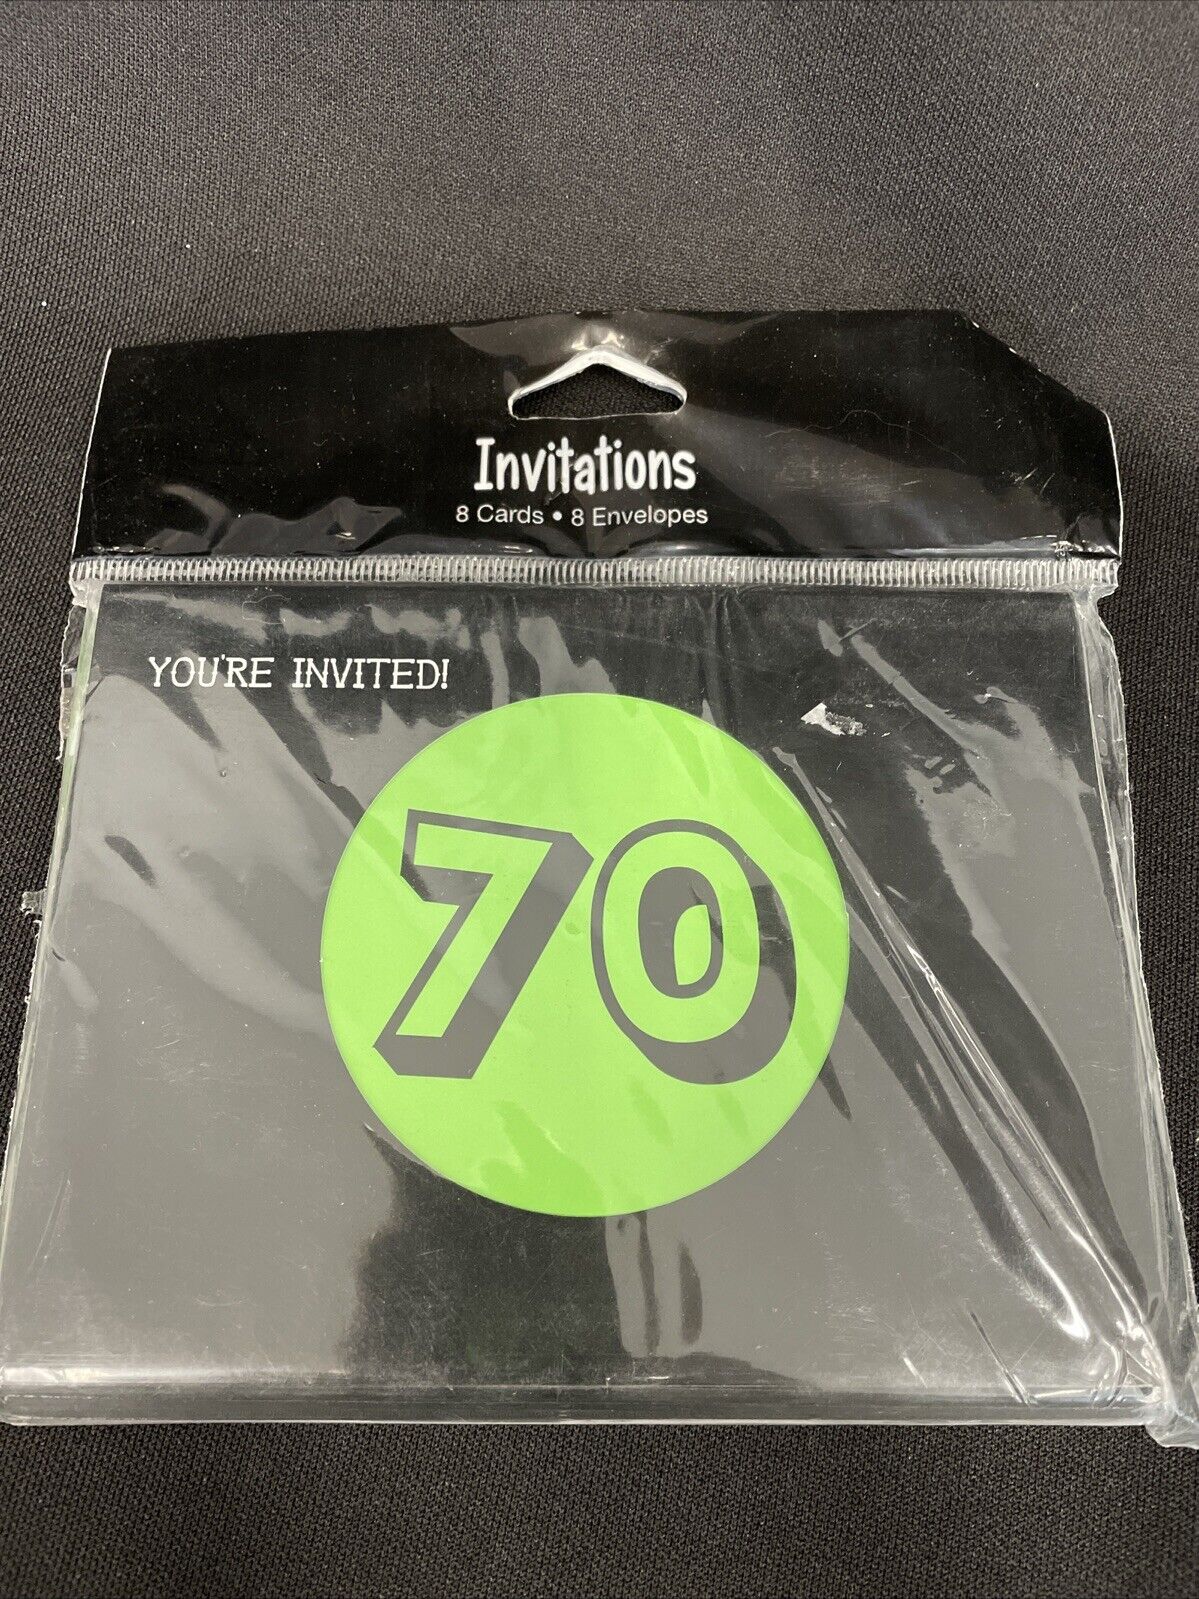 Invitations
8 Cards • 8 Envelopes
YOU'RE INVITED!
70